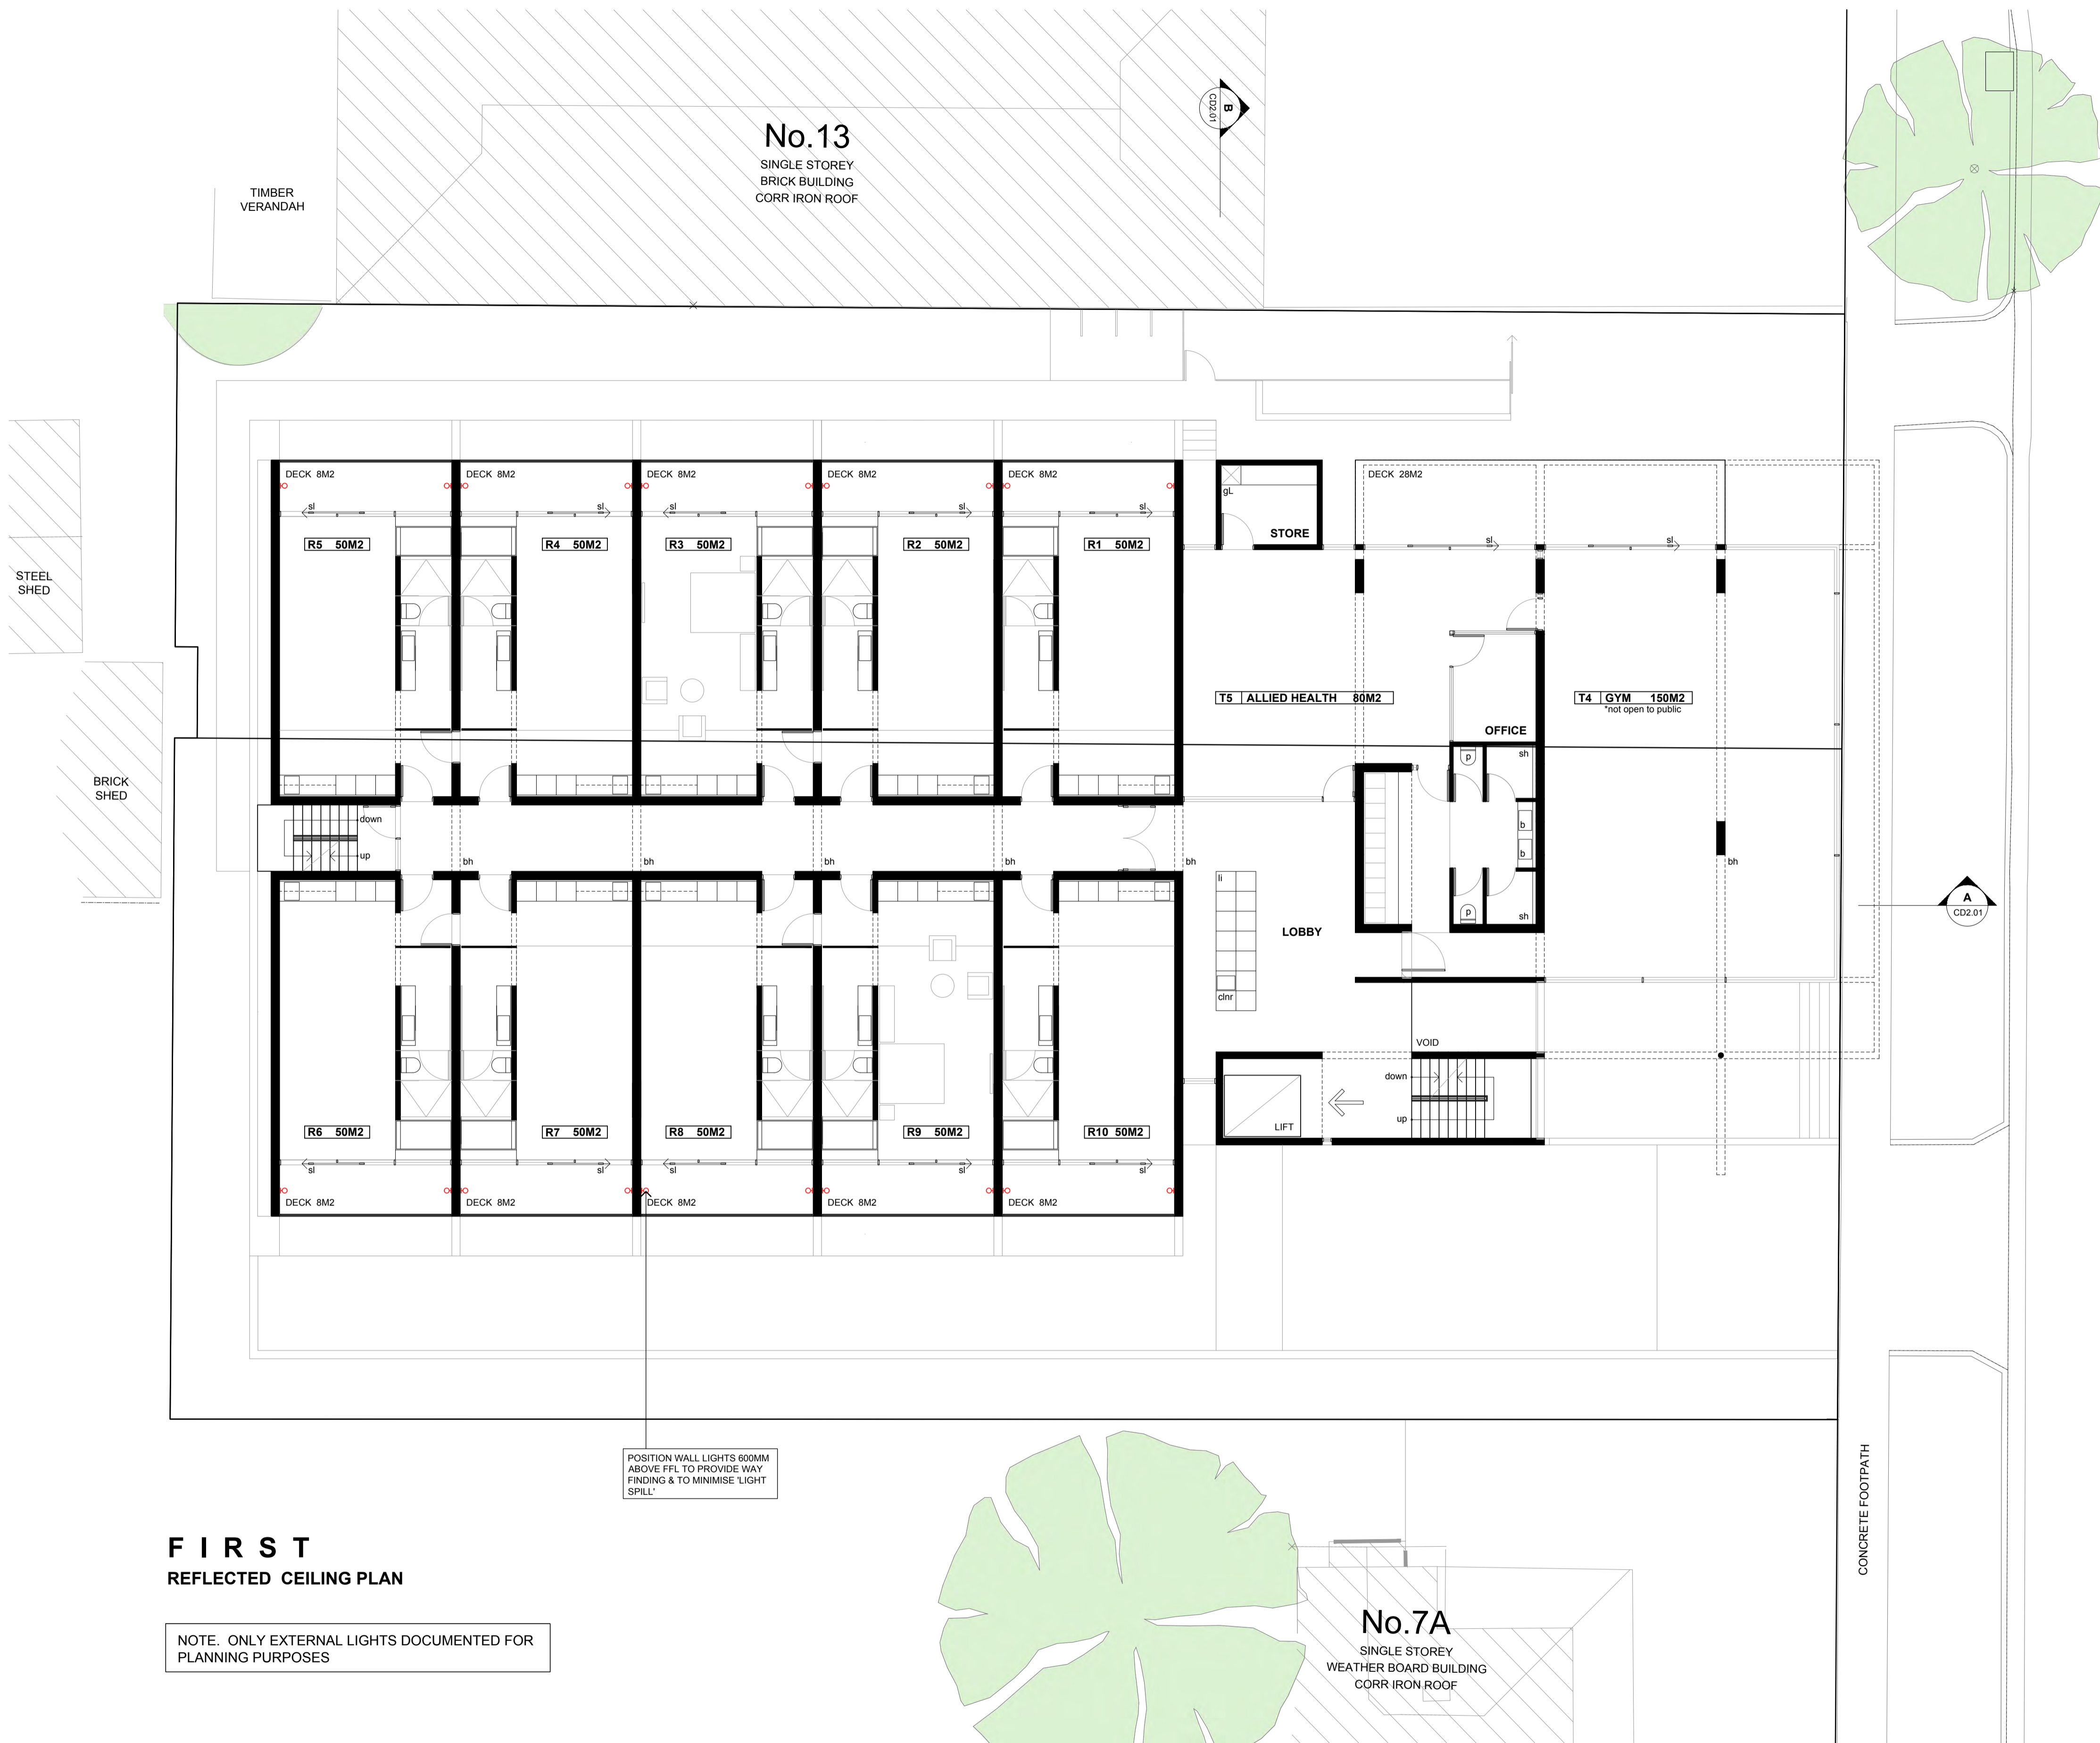 No.13
SINGLE STOREY
BRICK BUILDING
CORR IRON ROOF
B
CD2.01
TIMBER
VERANDAH
STEEL
SHED
BRICK
SHED
DECK 8M2
DECK 8M2
DECK 8M2
DECK 8M2
DECK 8M2
DECK 28M2
sl
sl
sl
sl
sl
gL
STORE
sl
sl
R5 50M2
R4 50M2
R3 50M2
R2 50M2
R1 50M2
T5 ALLIED HEALTH 80M2
T4 GYM 150M2
*not open to public
OFFICE
p
sh
b
b
p
sh
down
up
bh
bh
bh
bh
bh
bh
li
LOBBY
clnr
A
CD2.01
VOID
down
up
LIFT
R6 50M2
R7 50M2
R8 50M2
R9 50M2
R10 50M2
sl
sl
sl
sl
sl
DECK 8M2
DECK 8M2
DECK 8M2
DECK 8M2
DECK 8M2
POSITION WALL LIGHTS 600MM
ABOVE FFL TO PROVIDE WAY
FINDING & TO MINIMISE 'LIGHT
SPILL'
CONCRETE FOOTPATH
FIRST
REFLECTED CEILING PLAN
NOTE. ONLY EXTERNAL LIGHTS DOCUMENTED FOR
PLANNING PURPOSES
No.7A
SINGLE STOREY
WEATHER BOARD BUILDING
CORR IRON ROOF